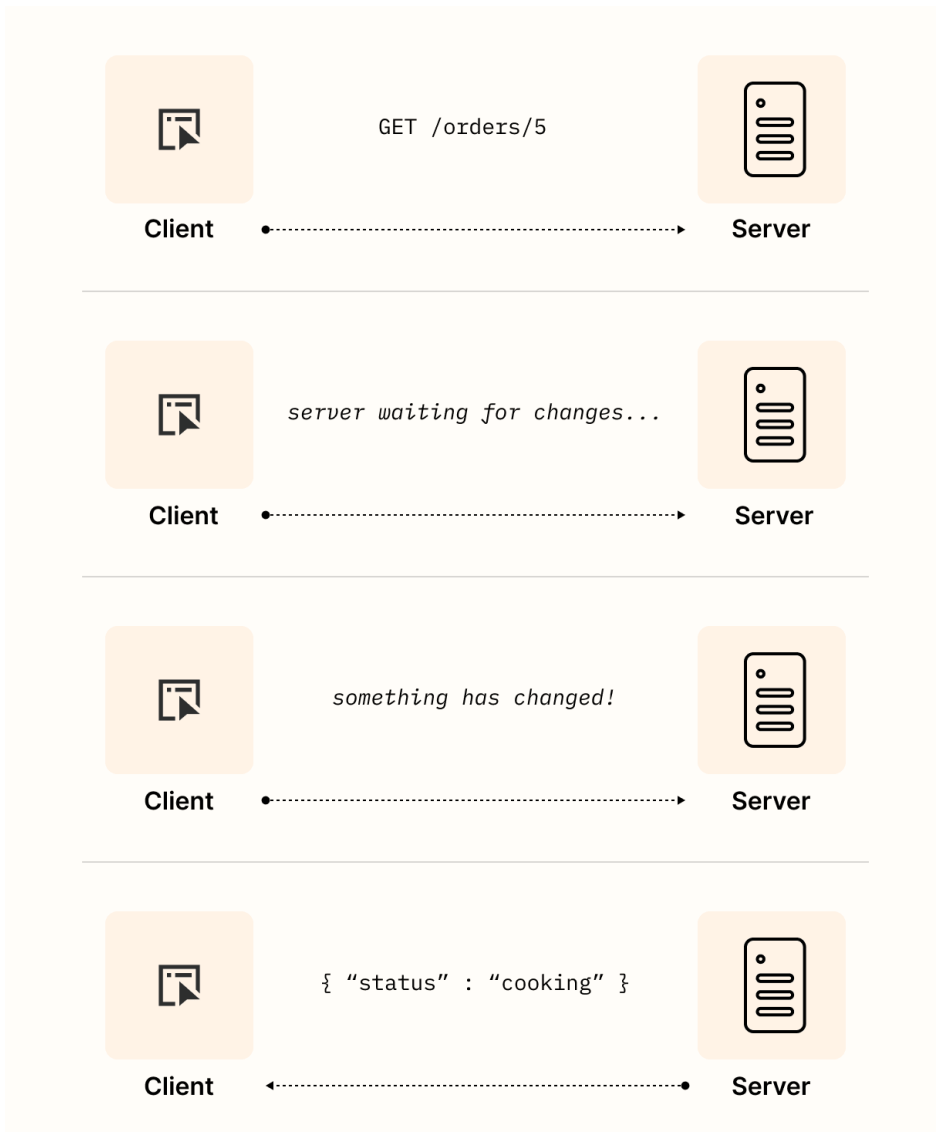 GET /orders/5
Client
Server
server waiting for changes...
Client
Server
something has changed!
Client
Server
{ “status” : “cooking” }
Client
Server